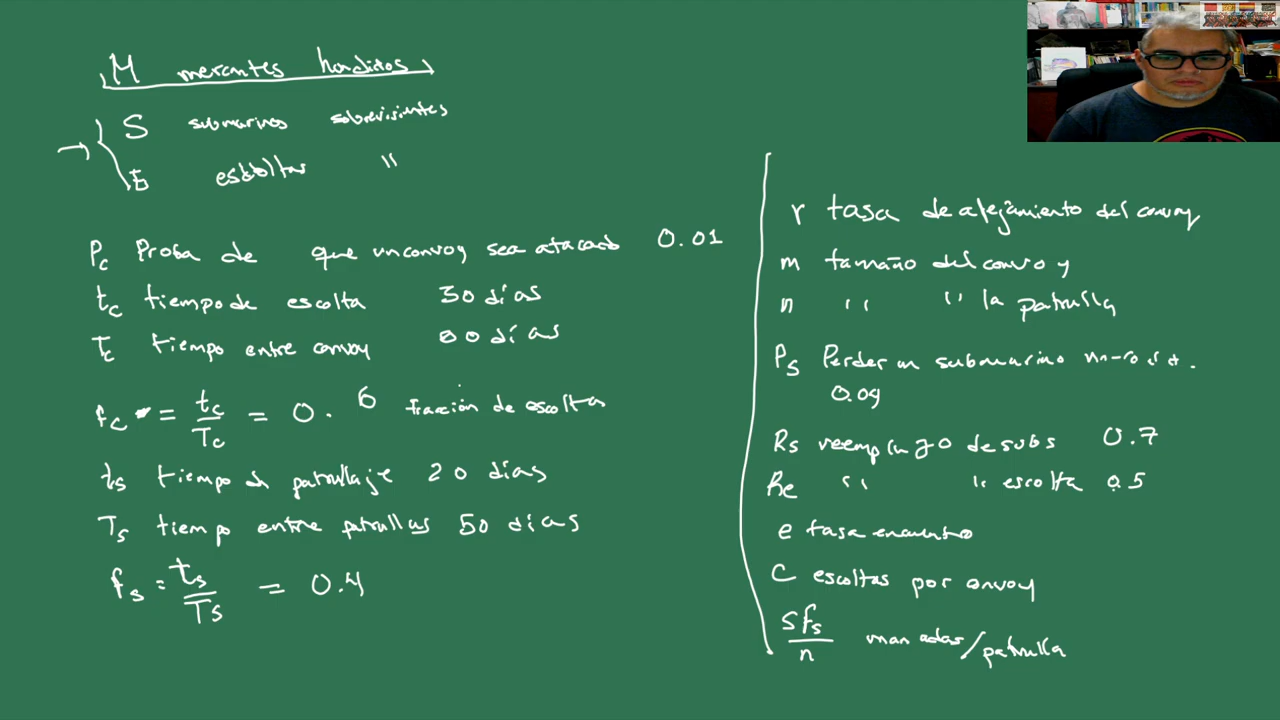 M mercantes hundidos
S submarinos sobrevisientes
E escoltas "
Pc Proba de que un convoy sea atacado 0.01
tc tiempo de escolta 30 días
Tc tiempo entre convoy días
fc = tc/Tc = 0.6 fracción de escoltas
ts tiempo de patrullaje 20 días
Ts tiempo entre patrullas 50 días
fs = ts/Ts = 0.4
r tasa de alejamiento del convoy
m tamaño del convoy
n " " la patrulla
Ps Perder un submarino
0.09
Rs reemplazo de subs 0.7
Re " " escolta 0.5
e tasa encuentro
C escoltas por convoy
Sfs/n manadas/patrulla